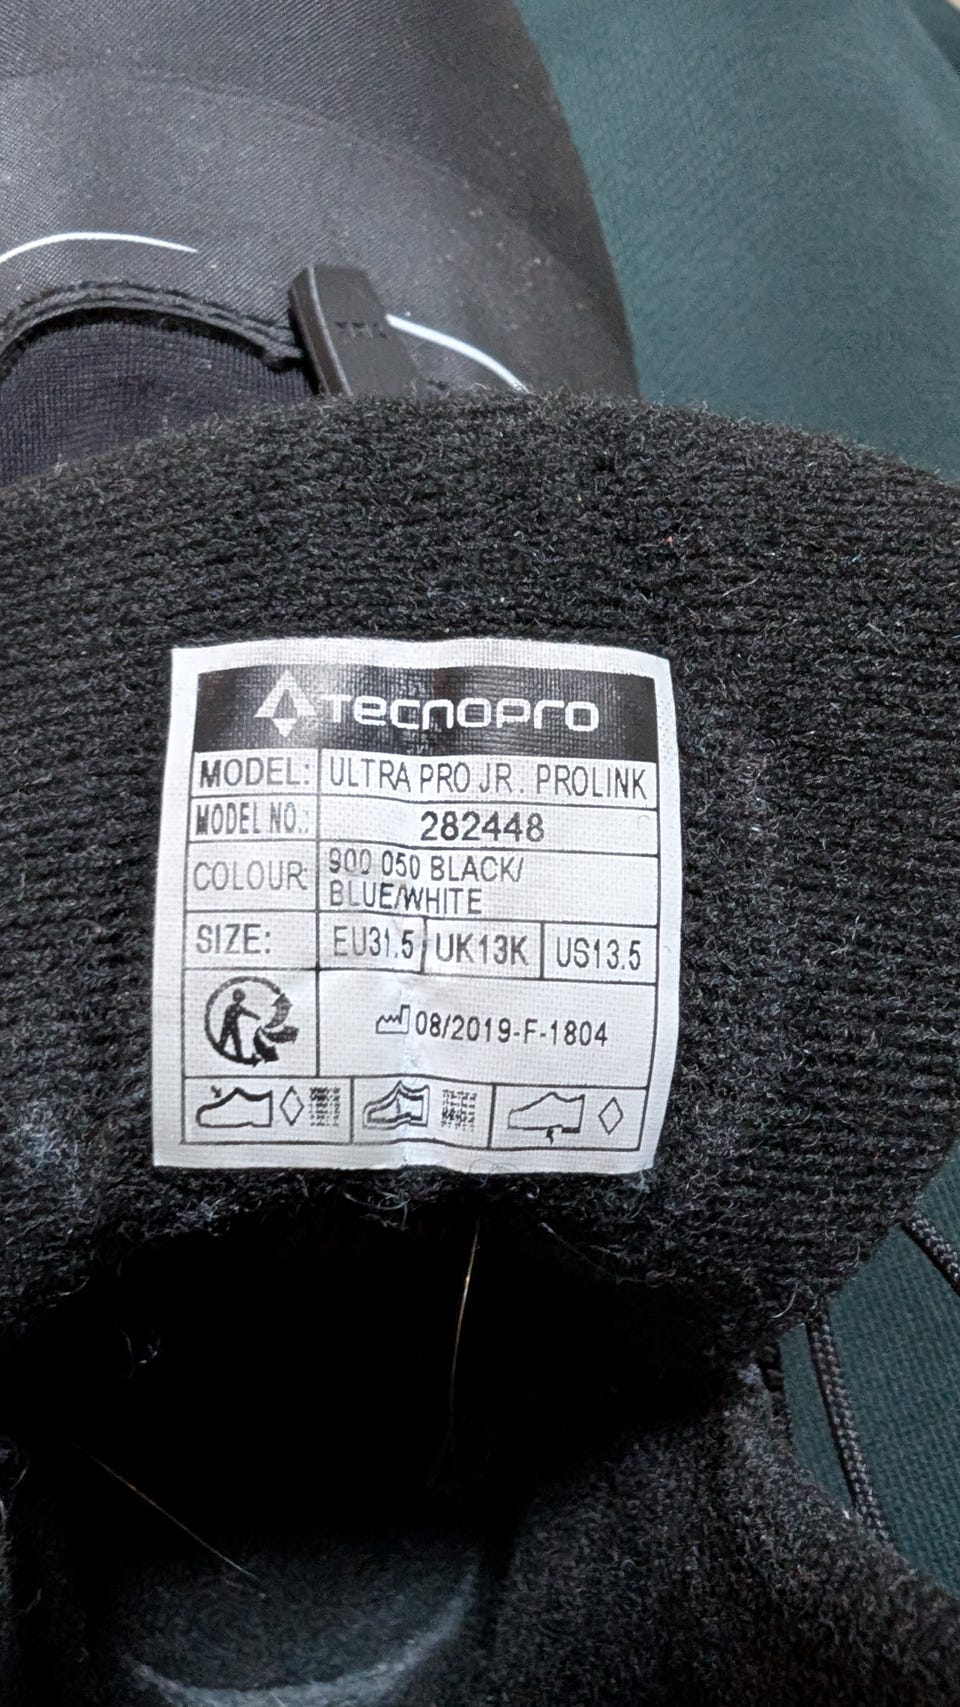 TECNOPRO
MODEL: ULTRA PRO JR. PROLINK
MODEL NO.: 282448
COLOUR: 900 050 BLACK/
BLUE/WHITE
SIZE: EU31.5 UK13K US13.5
08/2019-F-1804